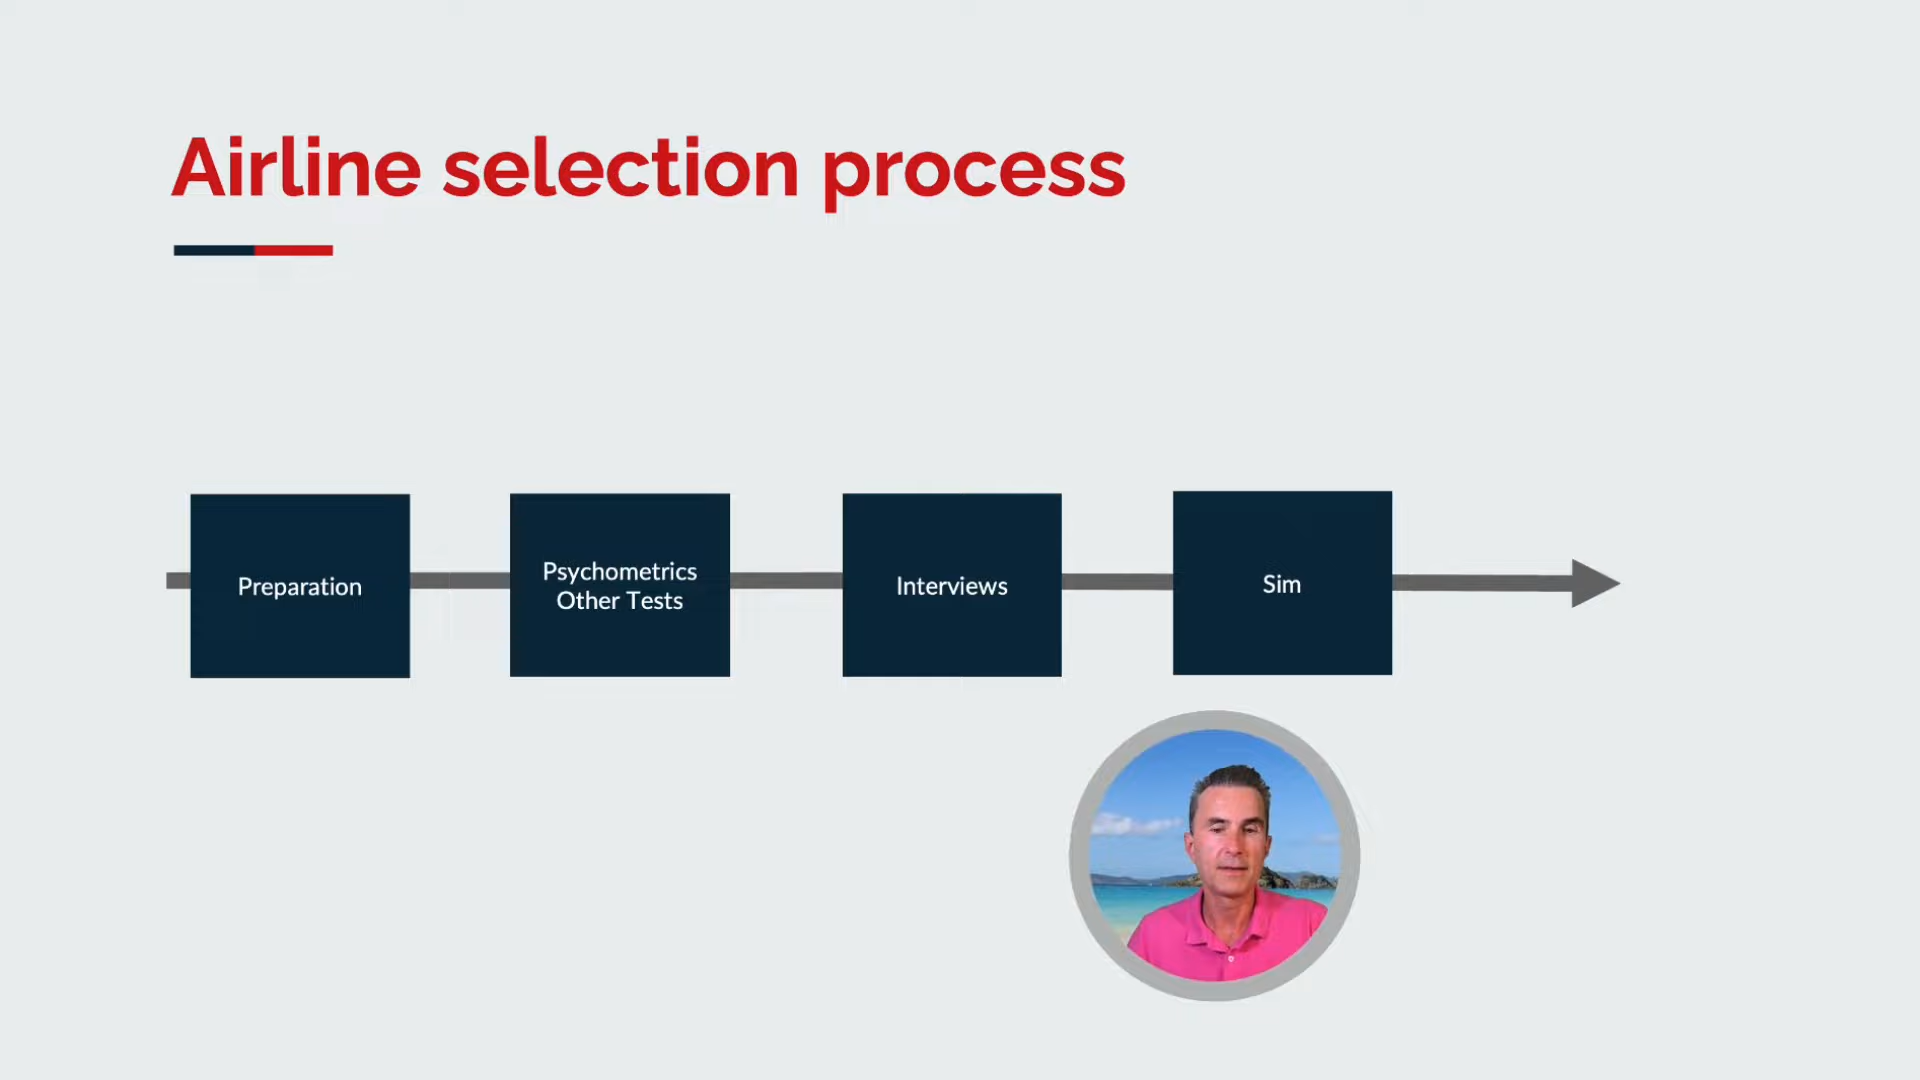 Airline selection process
Preparation
Psychometrics
Other Tests
Interviews
Sim